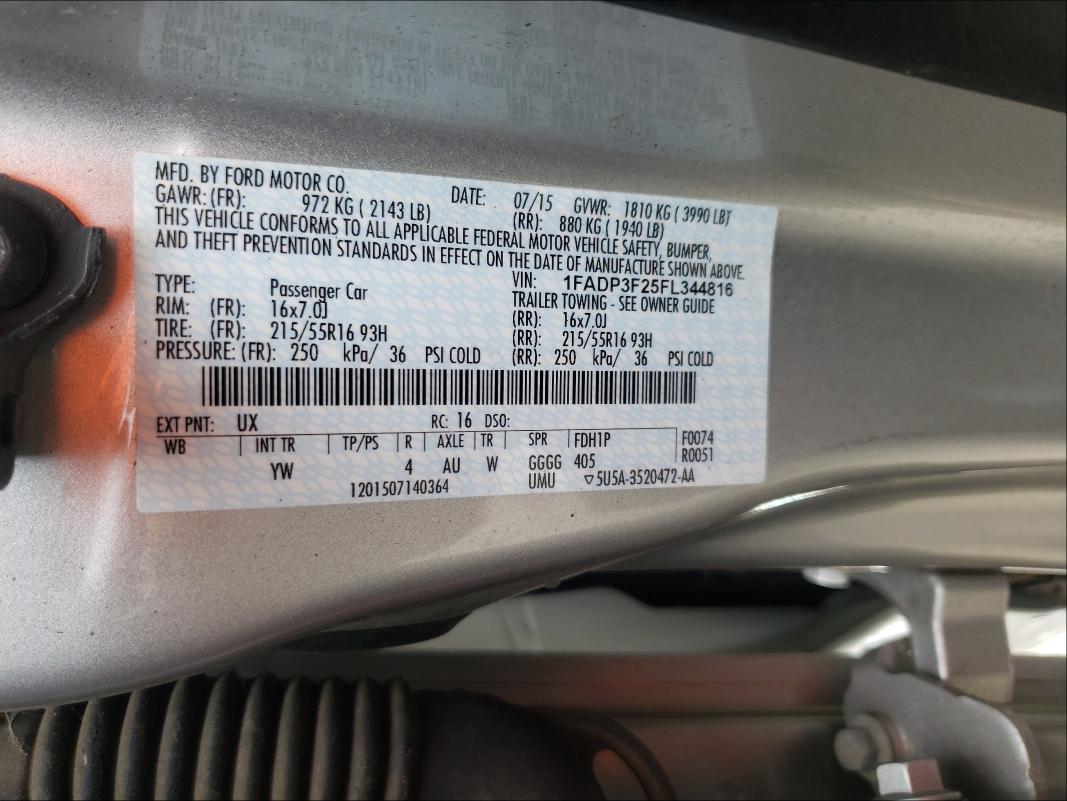 MFD. BY FORD MOTOR CO. DATE: 07/15 GVWR: 1810 KG ( 3990 LB)
GAWR: (FR): 972 KG ( 2143 LB) (RR): 880 KG ( 1940 LB)
THIS VEHICLE CONFORMS TO ALL APPLICABLE FEDERAL MOTOR VEHICLE SAFETY, BUMPER,
AND THEFT PREVENTION STANDARDS IN EFFECT ON THE DATE OF MANUFACTURE SHOWN ABOVE.
VIN: 1FADP3F25FL344816
TYPE: Passenger Car TRAILER TOWING - SEE OWNER GUIDE
RIM: (FR): 16x7.0J (RR): 16x7.0J
TIRE: (FR): 215/55R16 93H (RR): 215/55R16 93H
PRESSURE: (FR): 250 kPa/ 36 PSI COLD (RR): 250 kPa/ 36 PSI COLD
EXT PNT: UX RC: 16 DSO:
WB INT TR TP/PS R AXLE TR SPR FDH1P F0074
R0051
YW 4 AU W GGGG 405
1201507140364 UMU ▽5U5A-3520472-AA